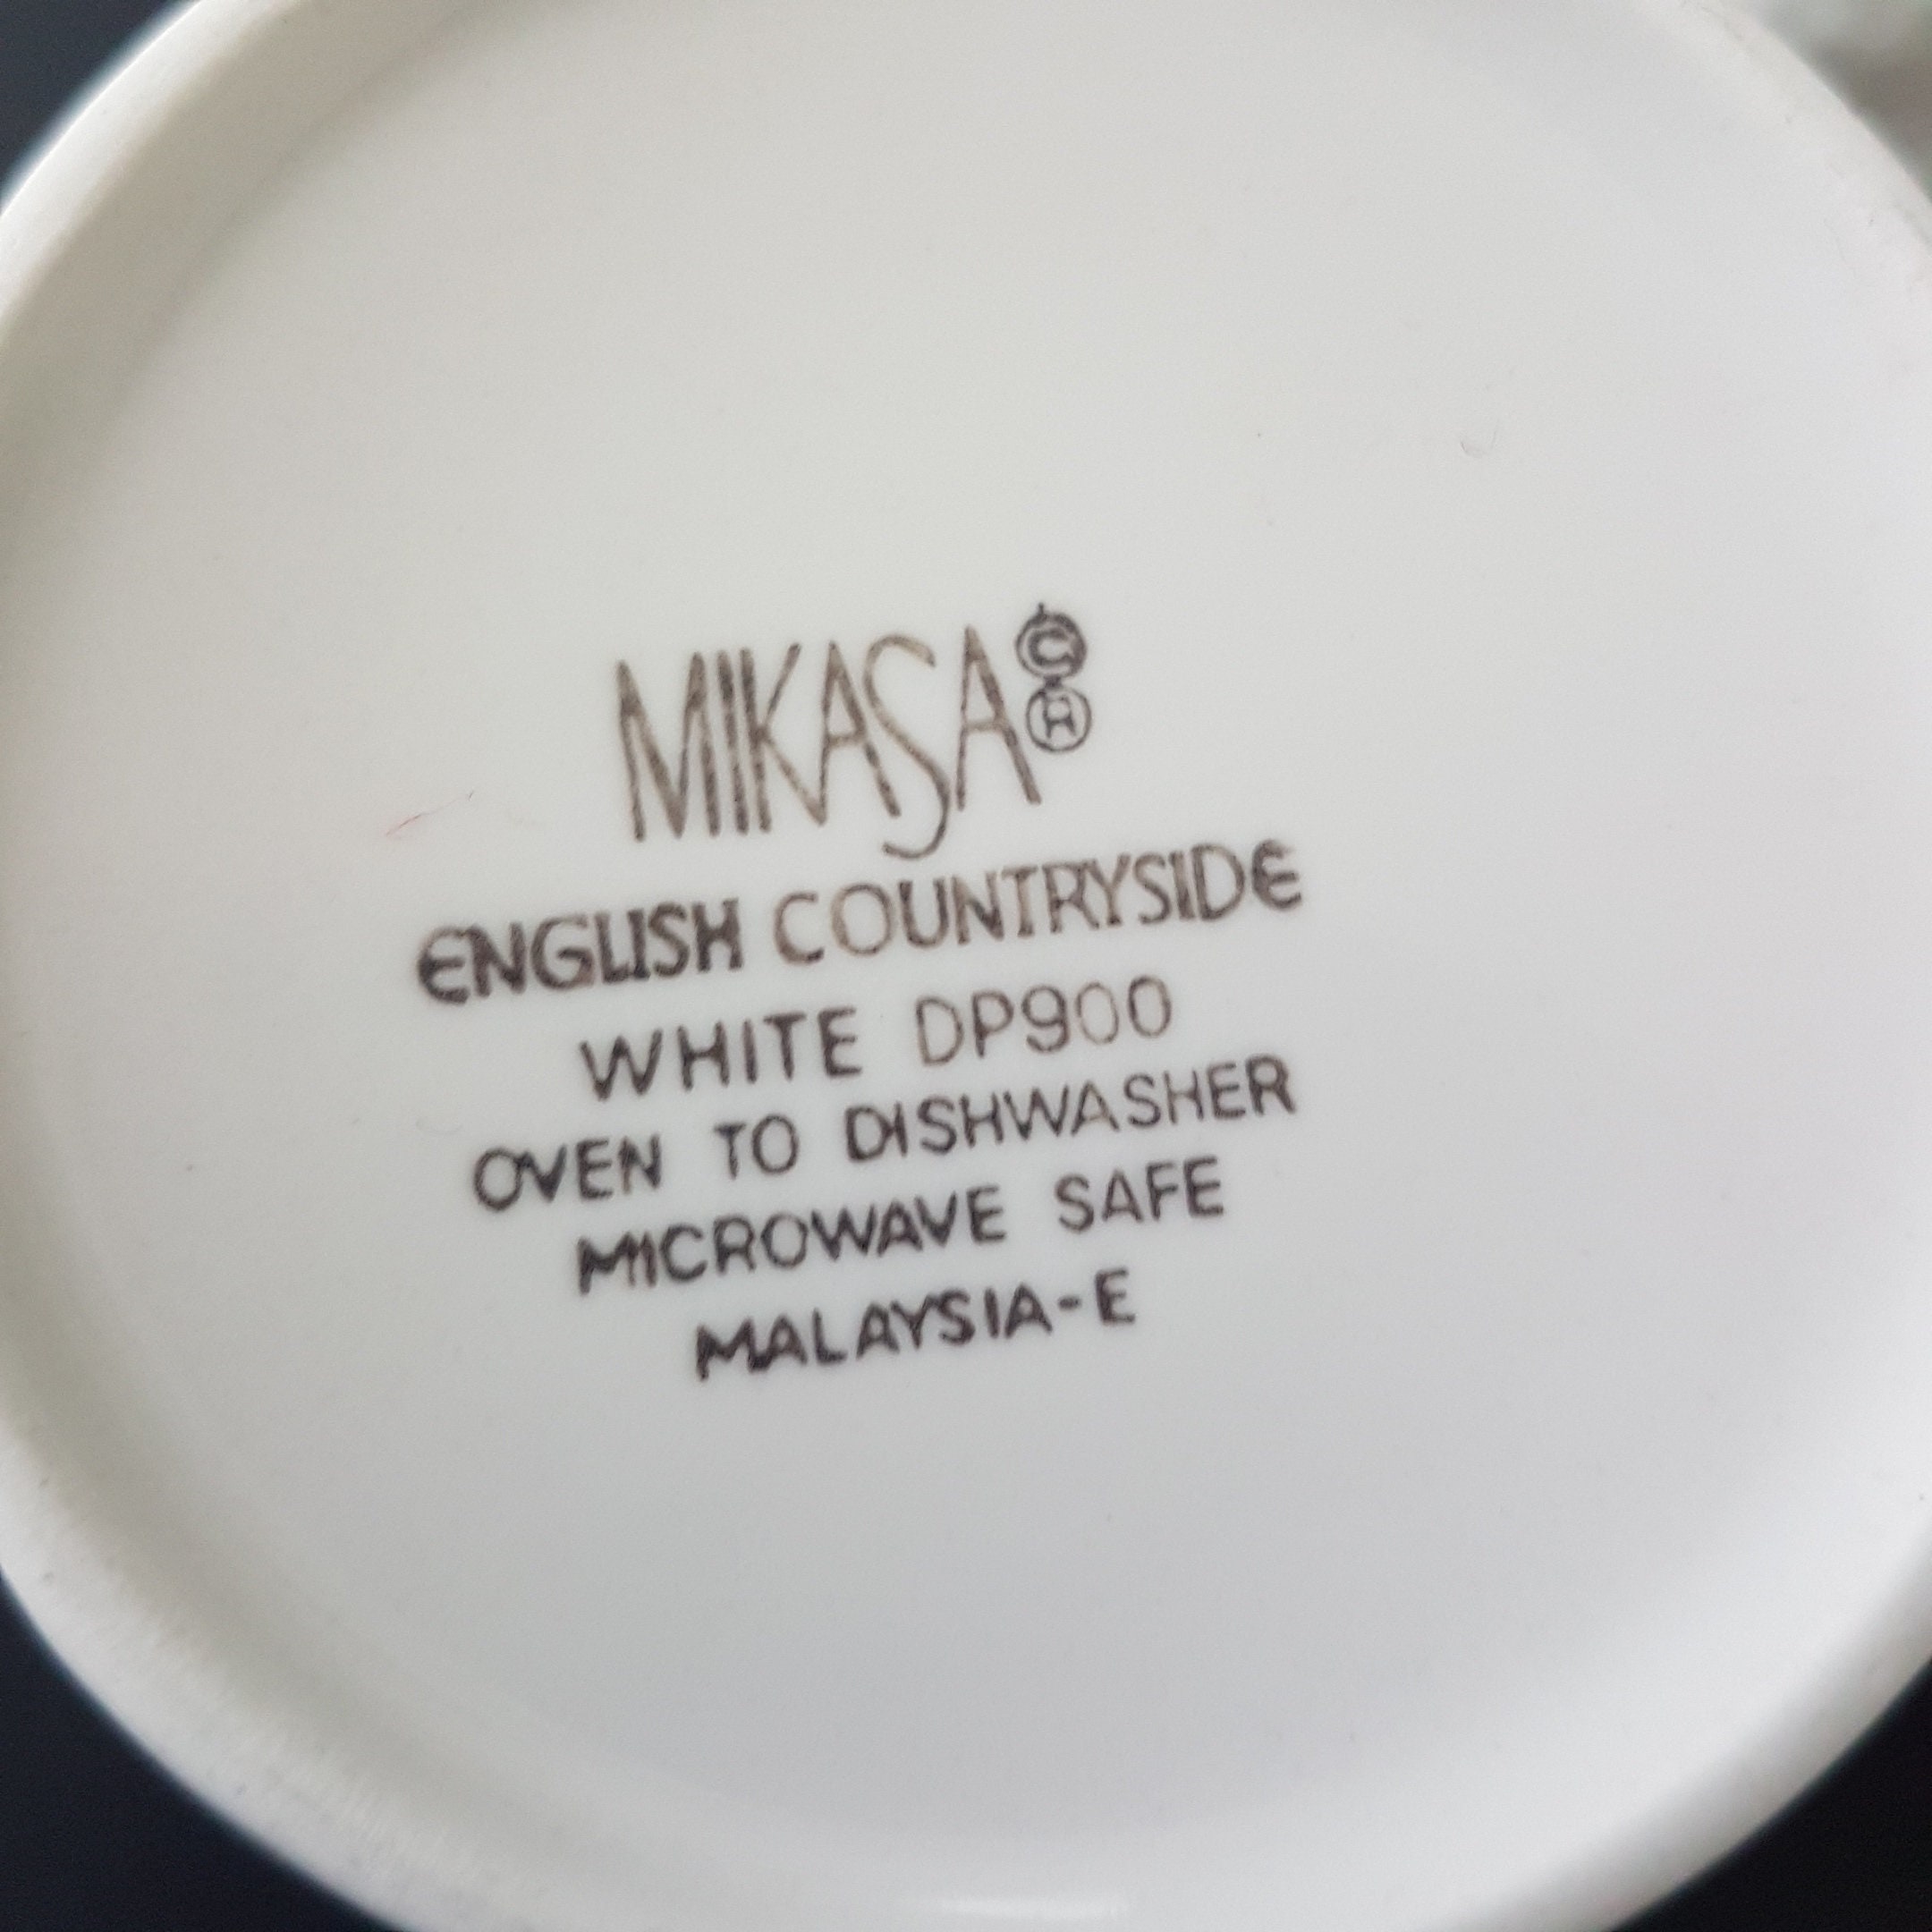 MIKASA Ⓒ Ⓗ
ENGLISH COUNTRYSIDE
WHITE DP900
OVEN TO DISHWASHER
MICROWAVE SAFE
MALAYSIA-E